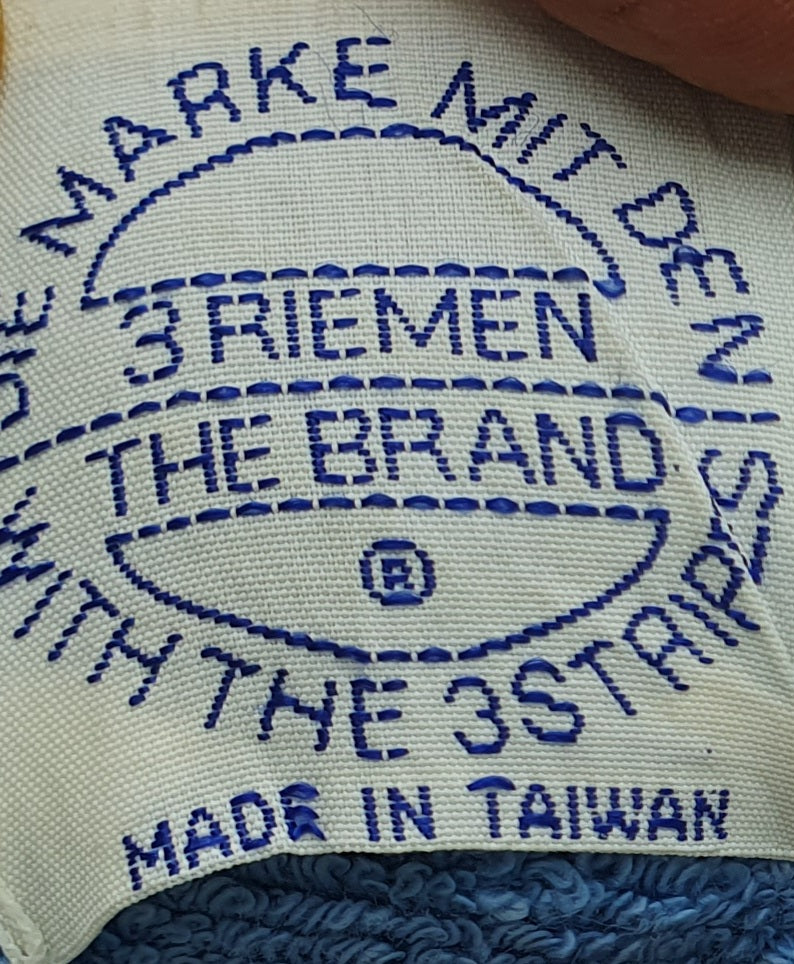 DIE MARKE MIT DEN
3 RIEMEN
THE BRAND
®
WITH THE 3 STRIPES
MADE IN TAIWAN